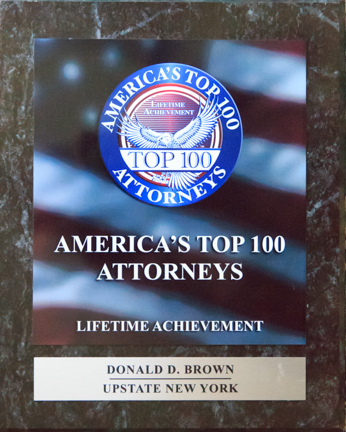 AMERICA'S TOP 100
LIFETIME
ACHIEVEMENT
TOP 100
ATTORNEYS
AMERICA'S TOP 100
ATTORNEYS
LIFETIME ACHIEVEMENT
DONALD D. BROWN
UPSTATE NEW YORK